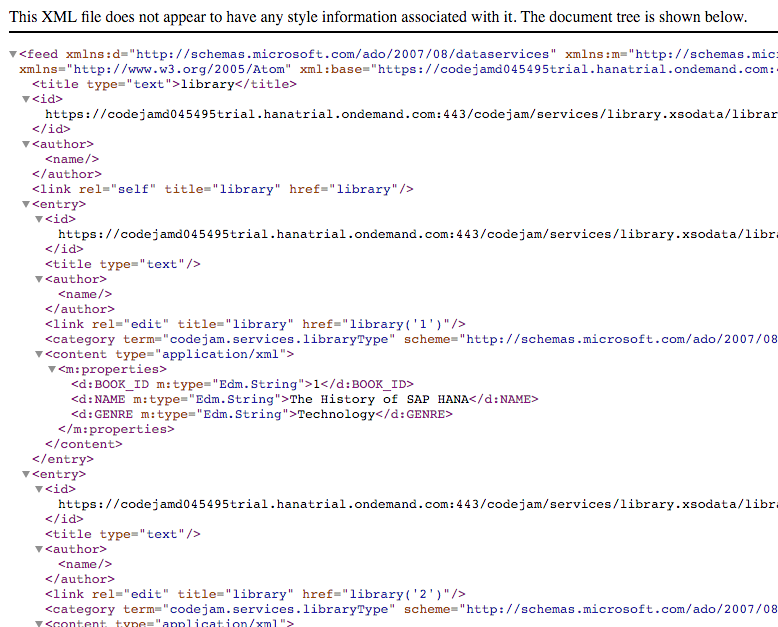 This XML file does not appear to have any style information associated with it. The document tree is shown below.
▼<feed xmlns:d="http://schemas.microsoft.com/ado/2007/08/dataservices" xmlns:m="http://schemas.mic
xmlns="http://www.w3.org/2005/Atom" xml:base="https://codejamd045495trial.hanatrial.ondemand.com:
<title type="text">library</title>
▼<id>
https://codejamd045495trial.hanatrial.ondemand.com:443/codejam/services/library.xsodata/librar
</id>
▼<author>
<name/>
</author>
<link rel="self" title="library" href="library"/>
▼<entry>
▼<id>
https://codejamd045495trial.hanatrial.ondemand.com:443/codejam/services/library.xsodata/libra
</id>
<title type="text"/>
▼<author>
<name/>
</author>
<link rel="edit" title="library" href="library('1')"/>
<category term="codejam.services.libraryType" scheme="http://schemas.microsoft.com/ado/2007/08
▼<content type="application/xml">
▼<m:properties>
<d:BOOK_ID m:type="Edm.String">1</d:BOOK_ID>
<d:NAME m:type="Edm.String">The History of SAP HANA</d:NAME>
<d:GENRE m:type="Edm.String">Technology</d:GENRE>
</m:properties>
</content>
</entry>
▼<entry>
▼<id>
https://codejamd045495trial.hanatrial.ondemand.com:443/codejam/services/library.xsodata/libra
</id>
<title type="text"/>
▼<author>
<name/>
</author>
<link rel="edit" title="library" href="library('2')"/>
<category term="codejam.services.libraryType" scheme="http://schemas.microsoft.com/ado/2007/08
▼<content type="application/xml">